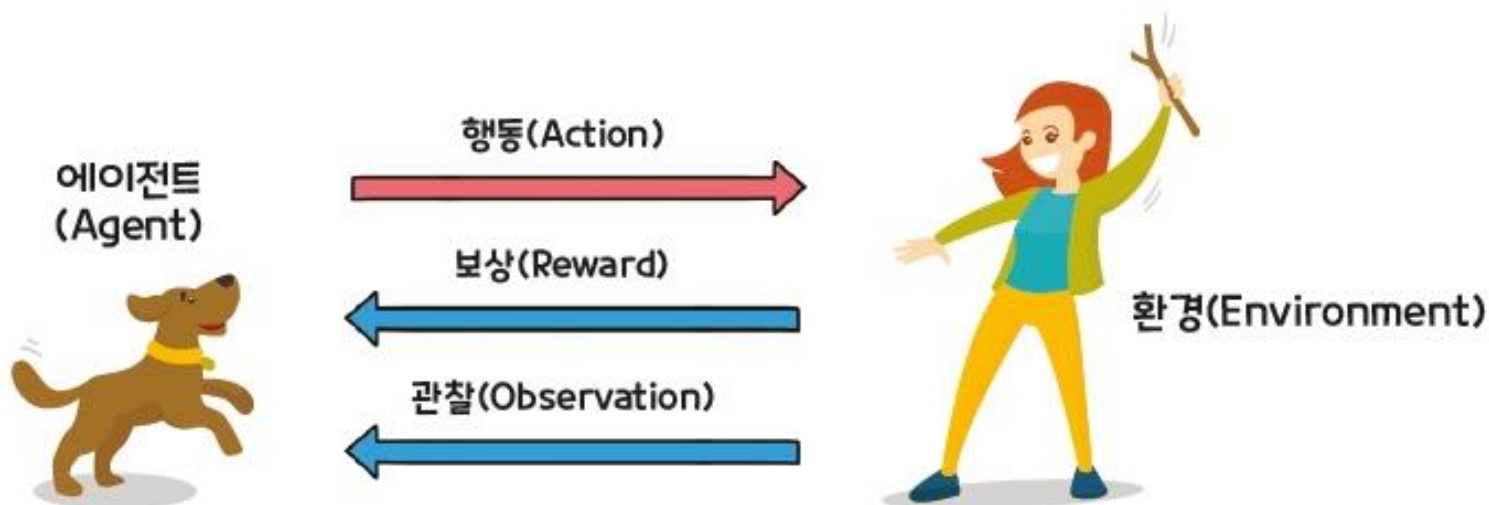 에이전트
(Agent)
행동(Action)
보상(Reward)
관찰(Observation)
환경(Environment)